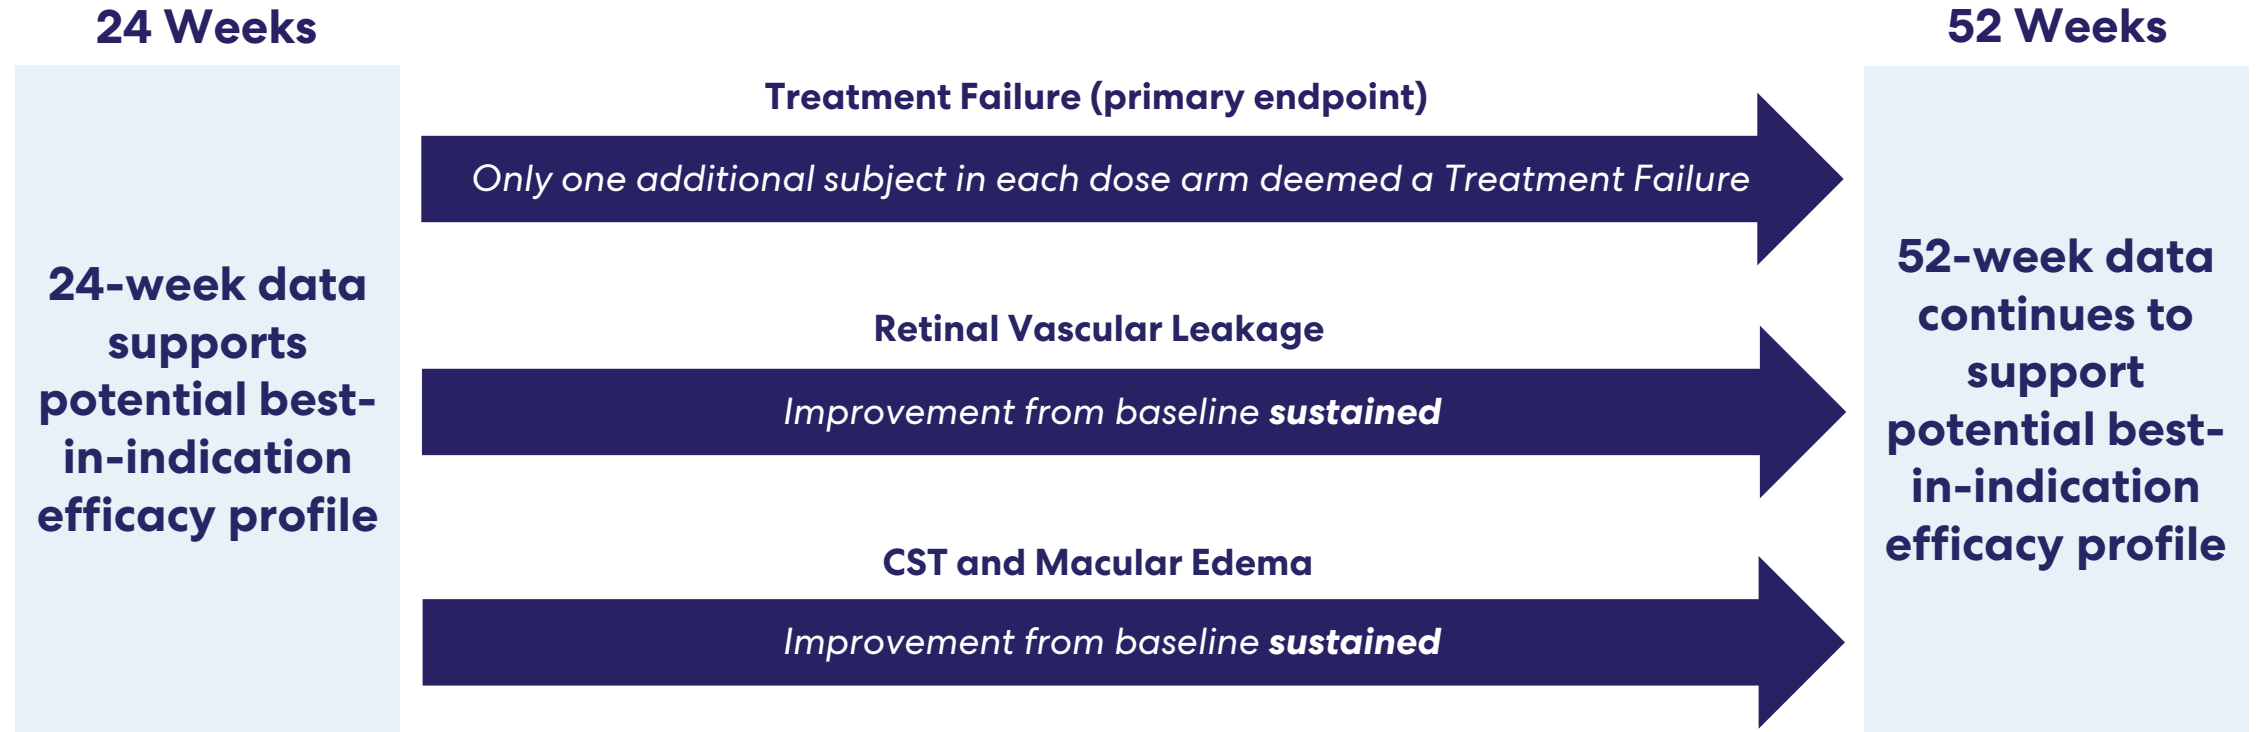 24 Weeks
24-week data
supports
potential best-
in-indication
efficacy profile
Treatment Failure (primary endpoint)
Only one additional subject in each dose arm deemed a Treatment Failure
Retinal Vascular Leakage
Improvement from baseline sustained
CST and Macular Edema
Improvement from baseline sustained
52 Weeks
52-week data
continues to
support
potential best-
in-indication
efficacy profile